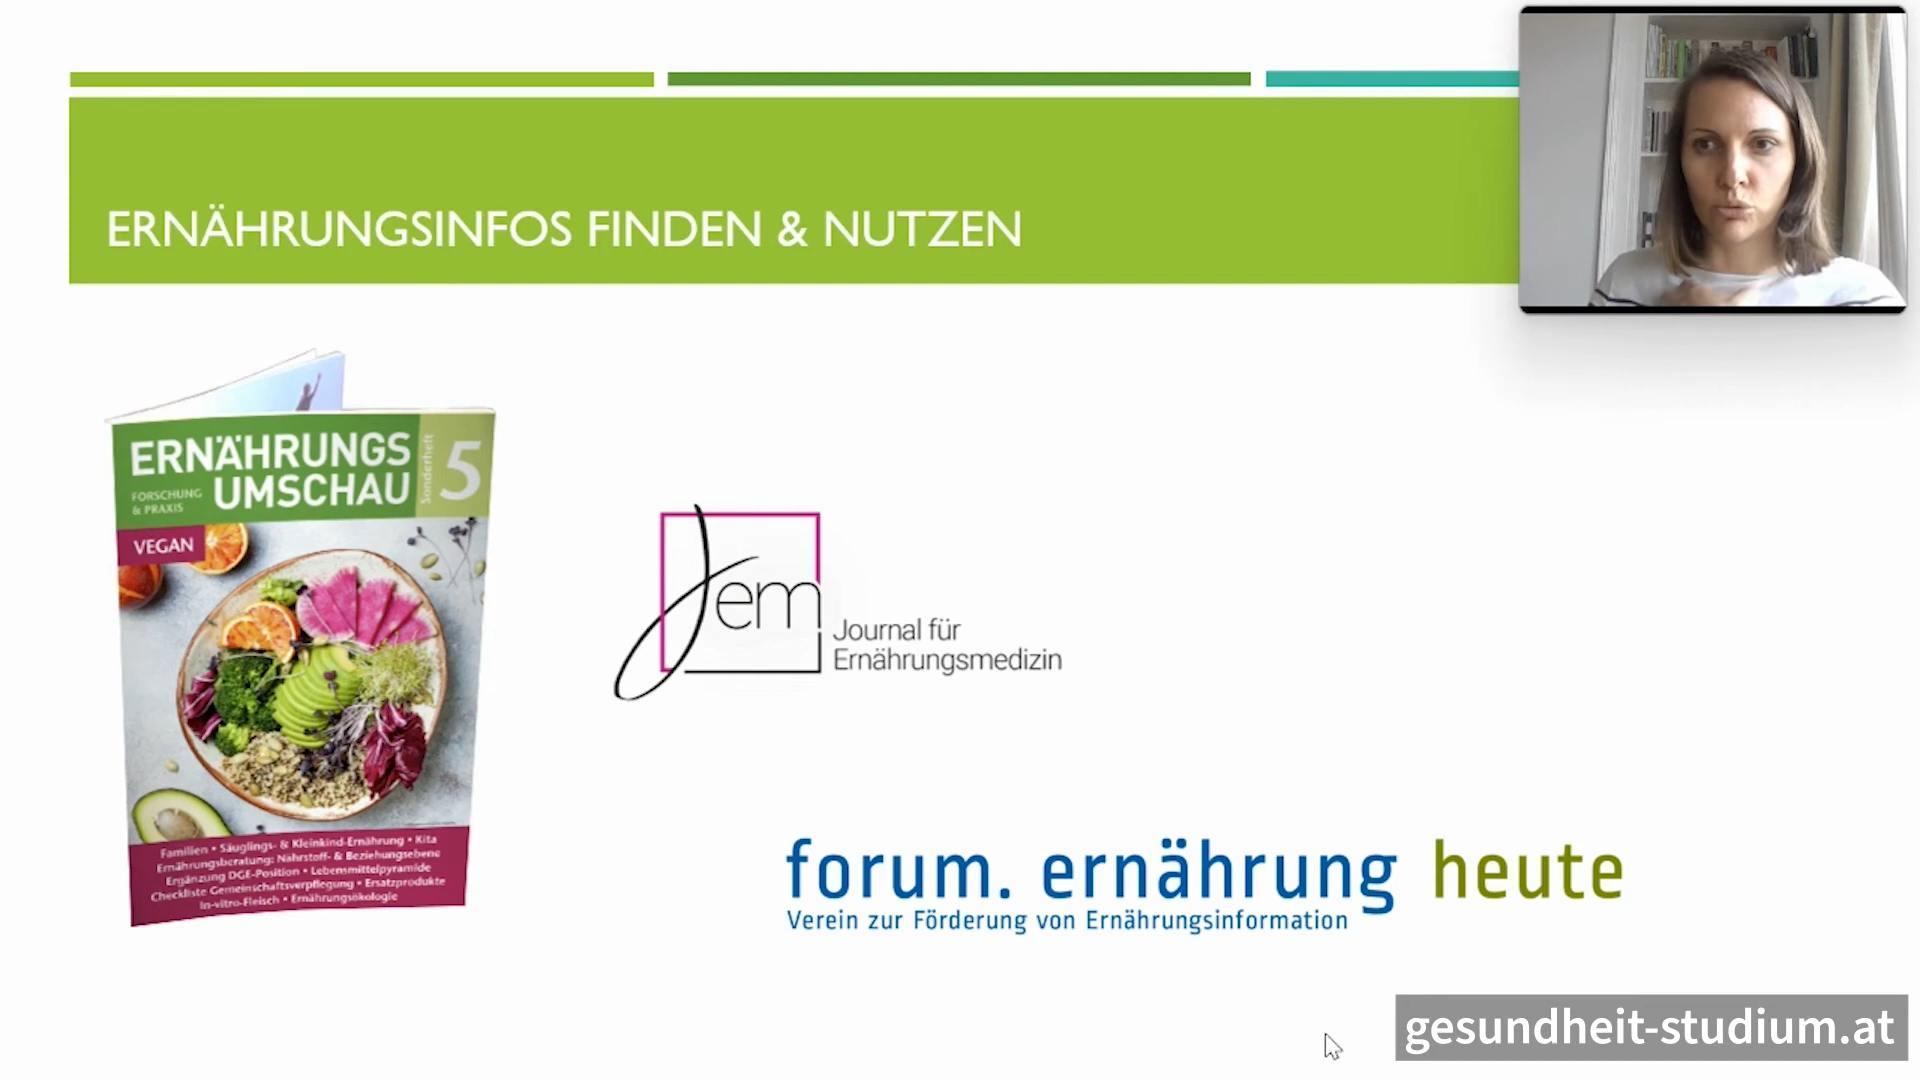 ERNÄHRUNGSINFOS FINDEN & NUTZEN
ERNÄHRUNGS
UMSCHAU
FORSCHUNG
& PRAXIS
Sonderheft
5
VEGAN
Familien • Säuglings- & Kleinkind-Ernährung • Kita
Ernährungsberatung: Nährstoff- & Beziehungsebene
Ergänzung DGE-Position • Lebensmittelpyramide
Checkliste Gemeinschaftsverpflegung • Ersatzprodukte
In-vitro-Fleisch • Ernährungsökologie
Jem
Journal für
Ernährungsmedizin
forum. ernährung heute
Verein zur Förderung von Ernährungsinformation
gesundheit-studium.at